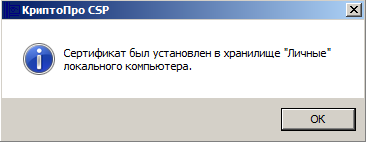 КриптоПро CSP
Сертификат был установлен в хранилище "Личные"
локального компьютера.
OK